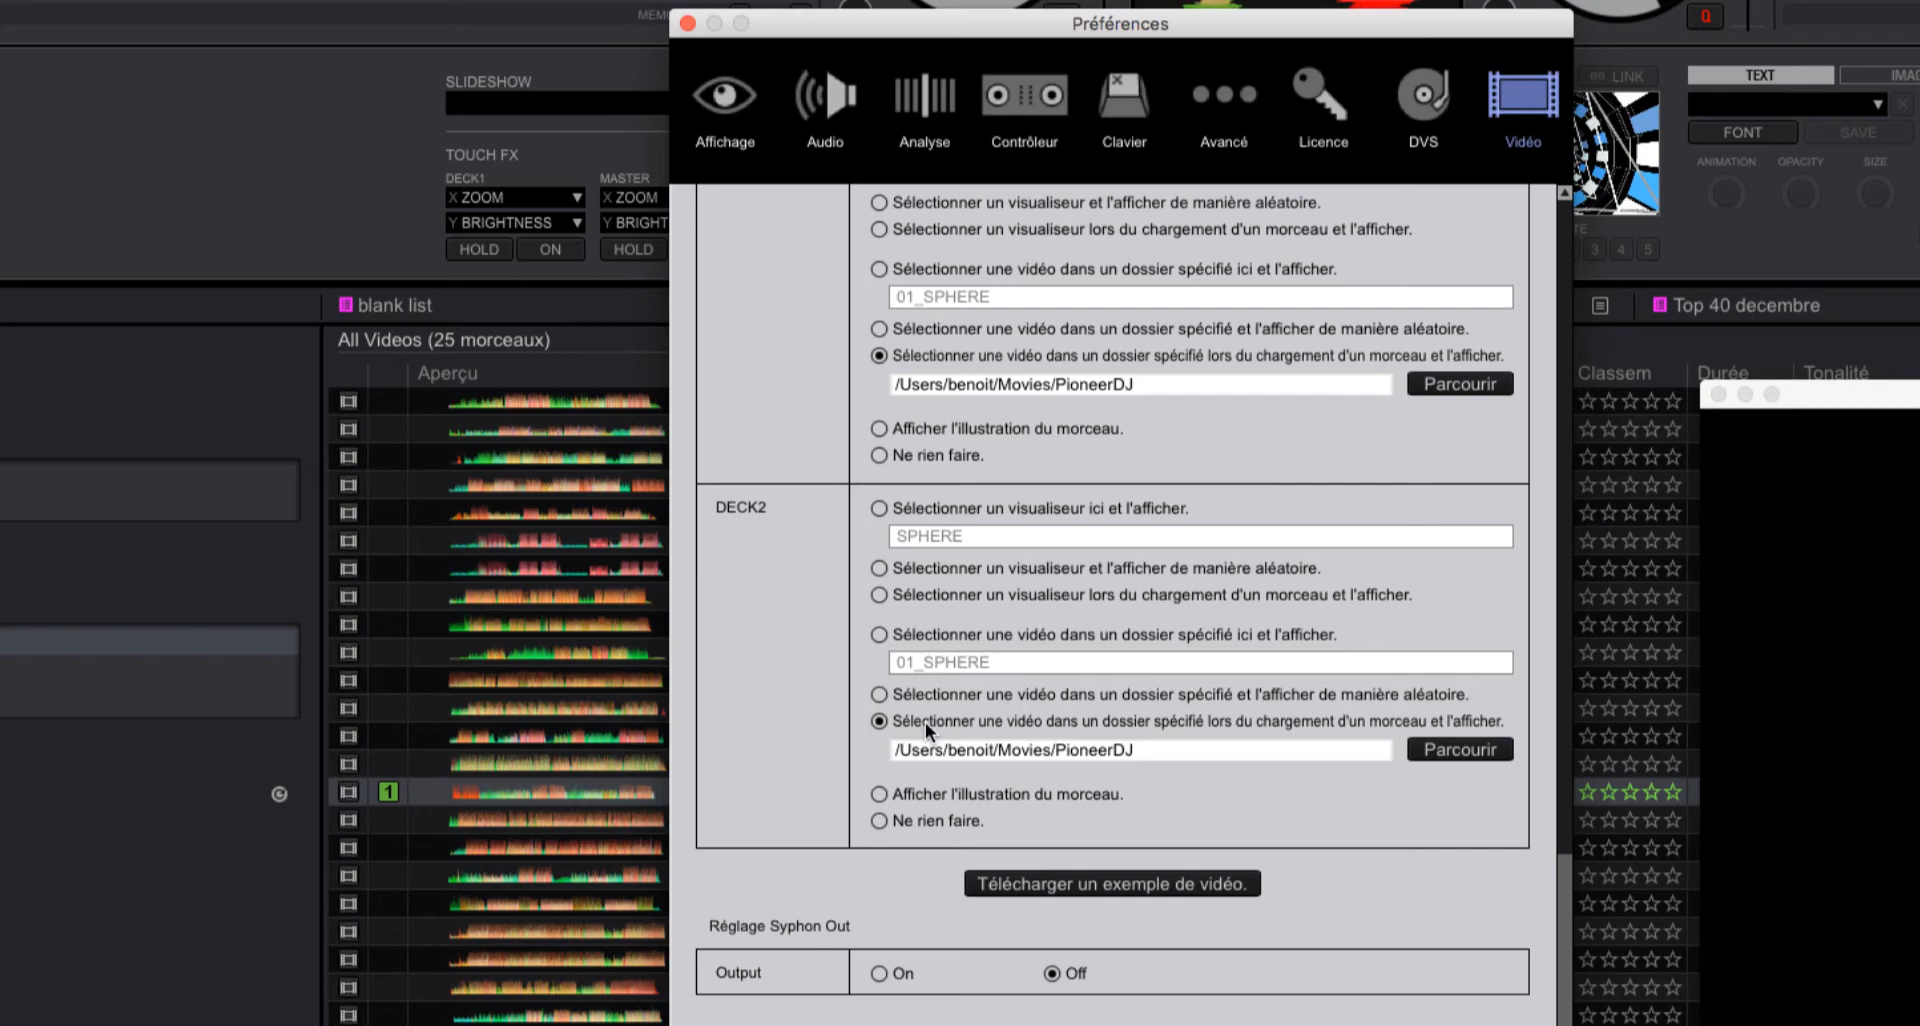 MEMO
Préférences
SLIDESHOW
LINK
TEXT
FONT
SAVE
ANIMATION OPACITY SIZE
3 4 5
TOUCH FX
DECK1
MASTER
X ZOOM
X ZOOM
Y BRIGHTNESS
Y BRIGHT
HOLD
ON
HOLD
Affichage
Audio
Analyse
Contrôleur
Clavier
Avancé
Licence
DVS
Vidéo
Sélectionner un visualiseur et l'afficher de manière aléatoire.
Sélectionner un visualiseur lors du chargement d'un morceau et l'afficher.
Sélectionner une vidéo dans un dossier spécifié ici et l'afficher.
01_SPHERE
Sélectionner une vidéo dans un dossier spécifié et l'afficher de manière aléatoire.
Sélectionner une vidéo dans un dossier spécifié lors du chargement d'un morceau et l'afficher.
/Users/benoit/Movies/PioneerDJ
Parcourir
Afficher l'illustration du morceau.
Ne rien faire.
DECK2
Sélectionner un visualiseur ici et l'afficher.
SPHERE
Sélectionner un visualiseur et l'afficher de manière aléatoire.
Sélectionner un visualiseur lors du chargement d'un morceau et l'afficher.
Sélectionner une vidéo dans un dossier spécifié ici et l'afficher.
01_SPHERE
Sélectionner une vidéo dans un dossier spécifié et l'afficher de manière aléatoire.
Sélectionner une vidéo dans un dossier spécifié lors du chargement d'un morceau et l'afficher.
/Users/benoit/Movies/PioneerDJ
Parcourir
Afficher l'illustration du morceau.
Ne rien faire.
Télécharger un exemple de vidéo.
Réglage Syphon Out
Output
On
Off
blank list
All Videos (25 morceaux)
Aperçu
1
Top 40 decembre
Classem
Durée
Tonalité